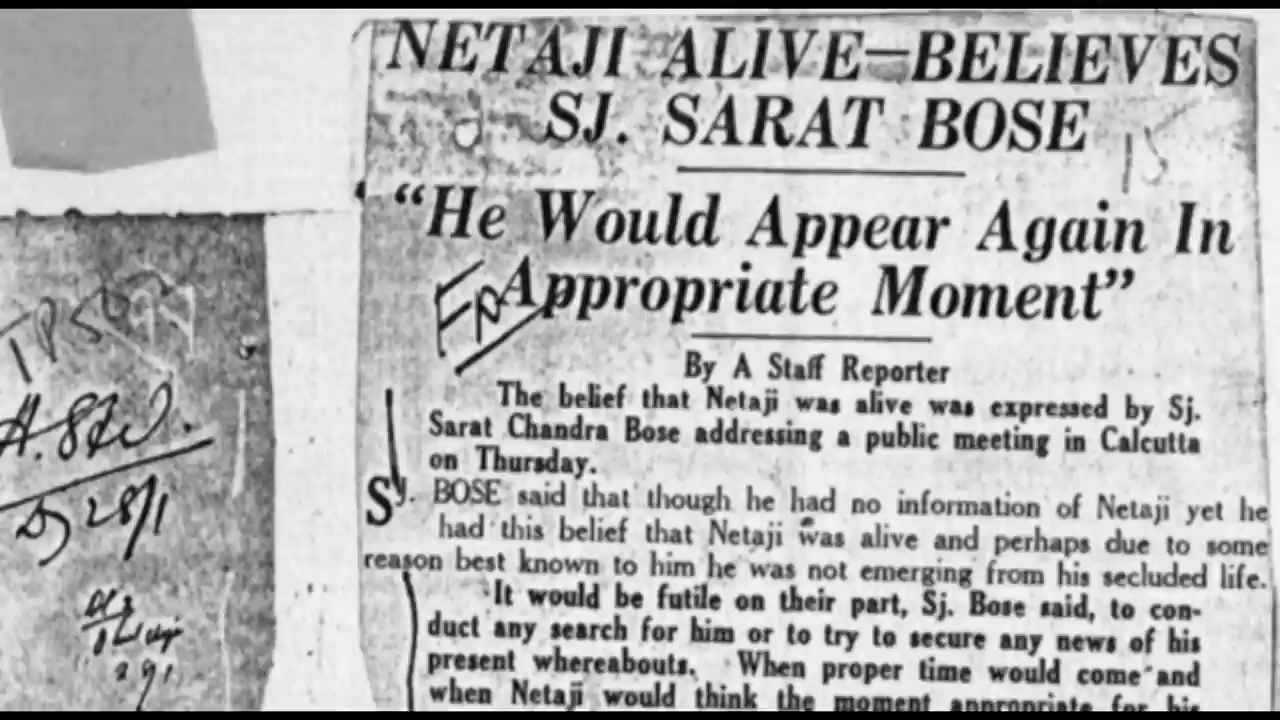 NETAJI ALIVE—BELIEVES
SJ. SARAT BOSE
15
"He Would Appear Again In
Appropriate Moment"
By A Staff Reporter
The belief that Netaji was alive was expressed by Sj.
Sarat Chandra Bose addressing a public meeting in Calcutta
on Thursday.
SJ. BOSE said that though he had no information of Netaji yet he
had this belief that Netaji was alive and perhaps due to some
reason best known to him he was not emerging from his secluded life.
It would be futile on their part, Sj. Bose said, to con-
duct any search for him or to try to secure any news of his
present whereabouts. When proper time would come and
when Netaji would think the moment appropriate for his
28/1